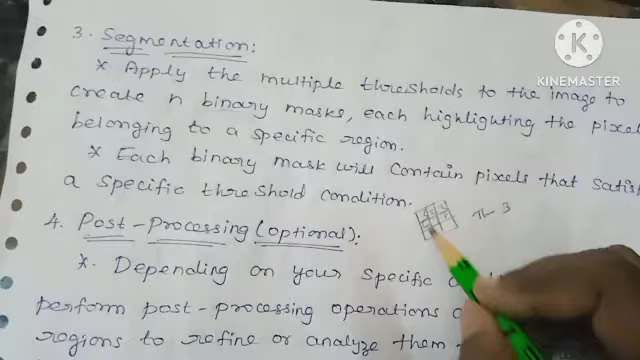 3. Segmentation:
* Apply the multiple thresholds to the image to
create n binary masks, each highlighting the pixel
belonging to a specific region.
* Each binary mask will contain pixels that satis
a specific threshold condition.
4. Post-Processing (optional):
*. Depending on your specific
perform post-processing operations
regions to refine or analyze them
KINEMASTER